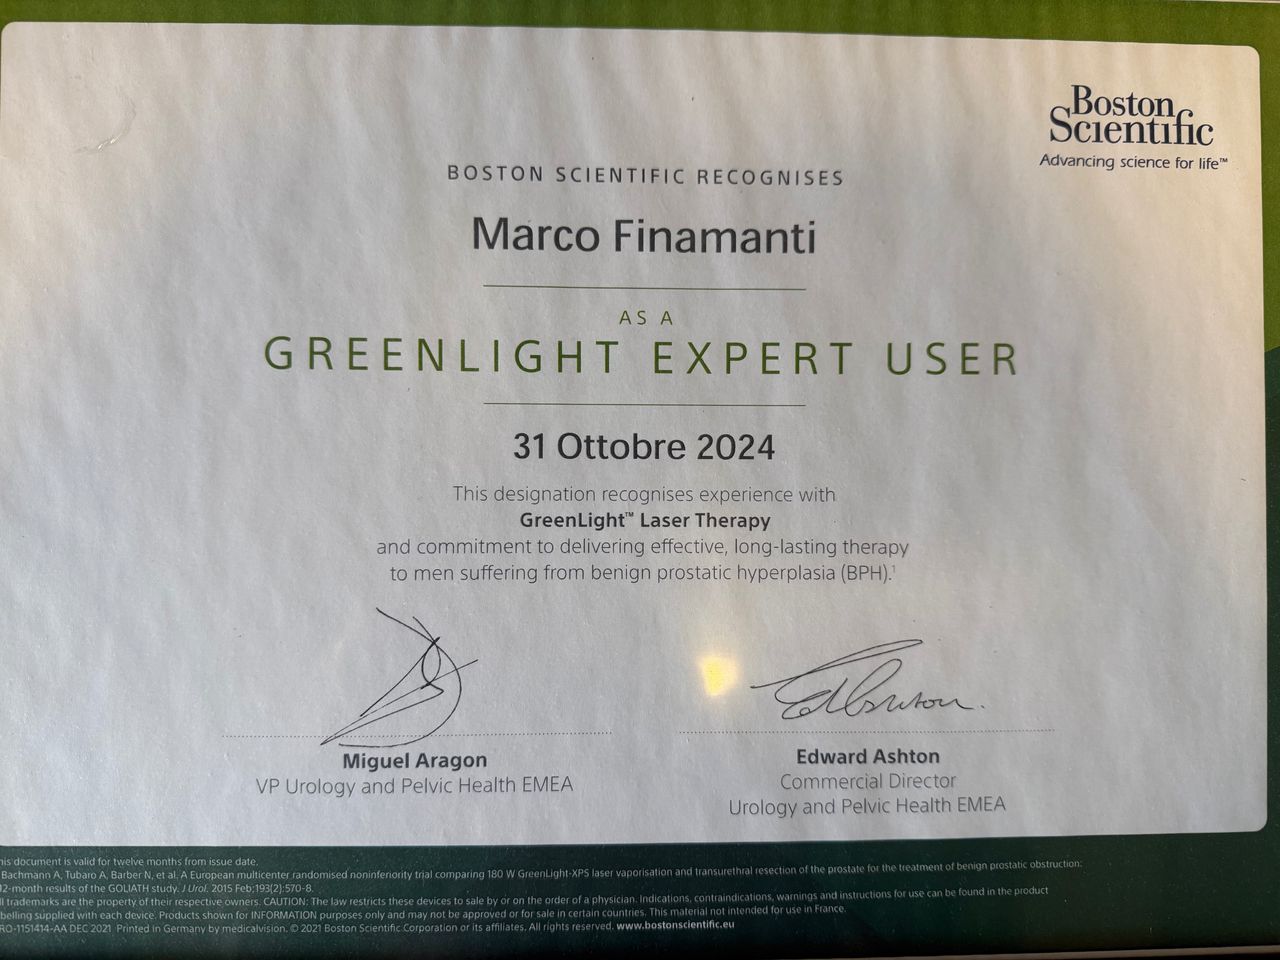 Boston
Scientific
Advancing science for life™
BOSTON SCIENTIFIC RECOGNISES
Marco Finamanti
AS A
GREENLIGHT EXPERT USER
31 Ottobre 2024
This designation recognises experience with
GreenLight™ Laser Therapy
and commitment to delivering effective, long-lasting therapy
to men suffering from benign prostatic hyperplasia (BPH).¹
Miguel Aragon
VP Urology and Pelvic Health EMEA
Edward Ashton
Commercial Director
Urology and Pelvic Health EMEA
his document is valid for twelve months from issue date.
Bachmann A, Tubaro A, Barber N, et al. A European multicenter randomised noninferiority trial comparing 180 W GreenLight-XPS laser vaporisation and transurethral resection of the prostate for the treatment of benign prostatic obstruction:
12-month results of the GOLIATH study. J Urol. 2015 Feb;193(2):570-8.
ll trademarks are the property of their respective owners. CAUTION: The law restricts these devices to sale by or on the order of a physician. Indications, contraindications, warnings and instructions for use can be found in the product
belling supplied with each device. Products shown for INFORMATION purposes only and may not be approved or for sale in certain countries. This material not intended for use in France.
RO-1151414-AA DEC 2021 Printed in Germany by medicalvision. © 2021 Boston Scientific Corporation or its affiliates. All rights reserved. www.bostonscientific.eu